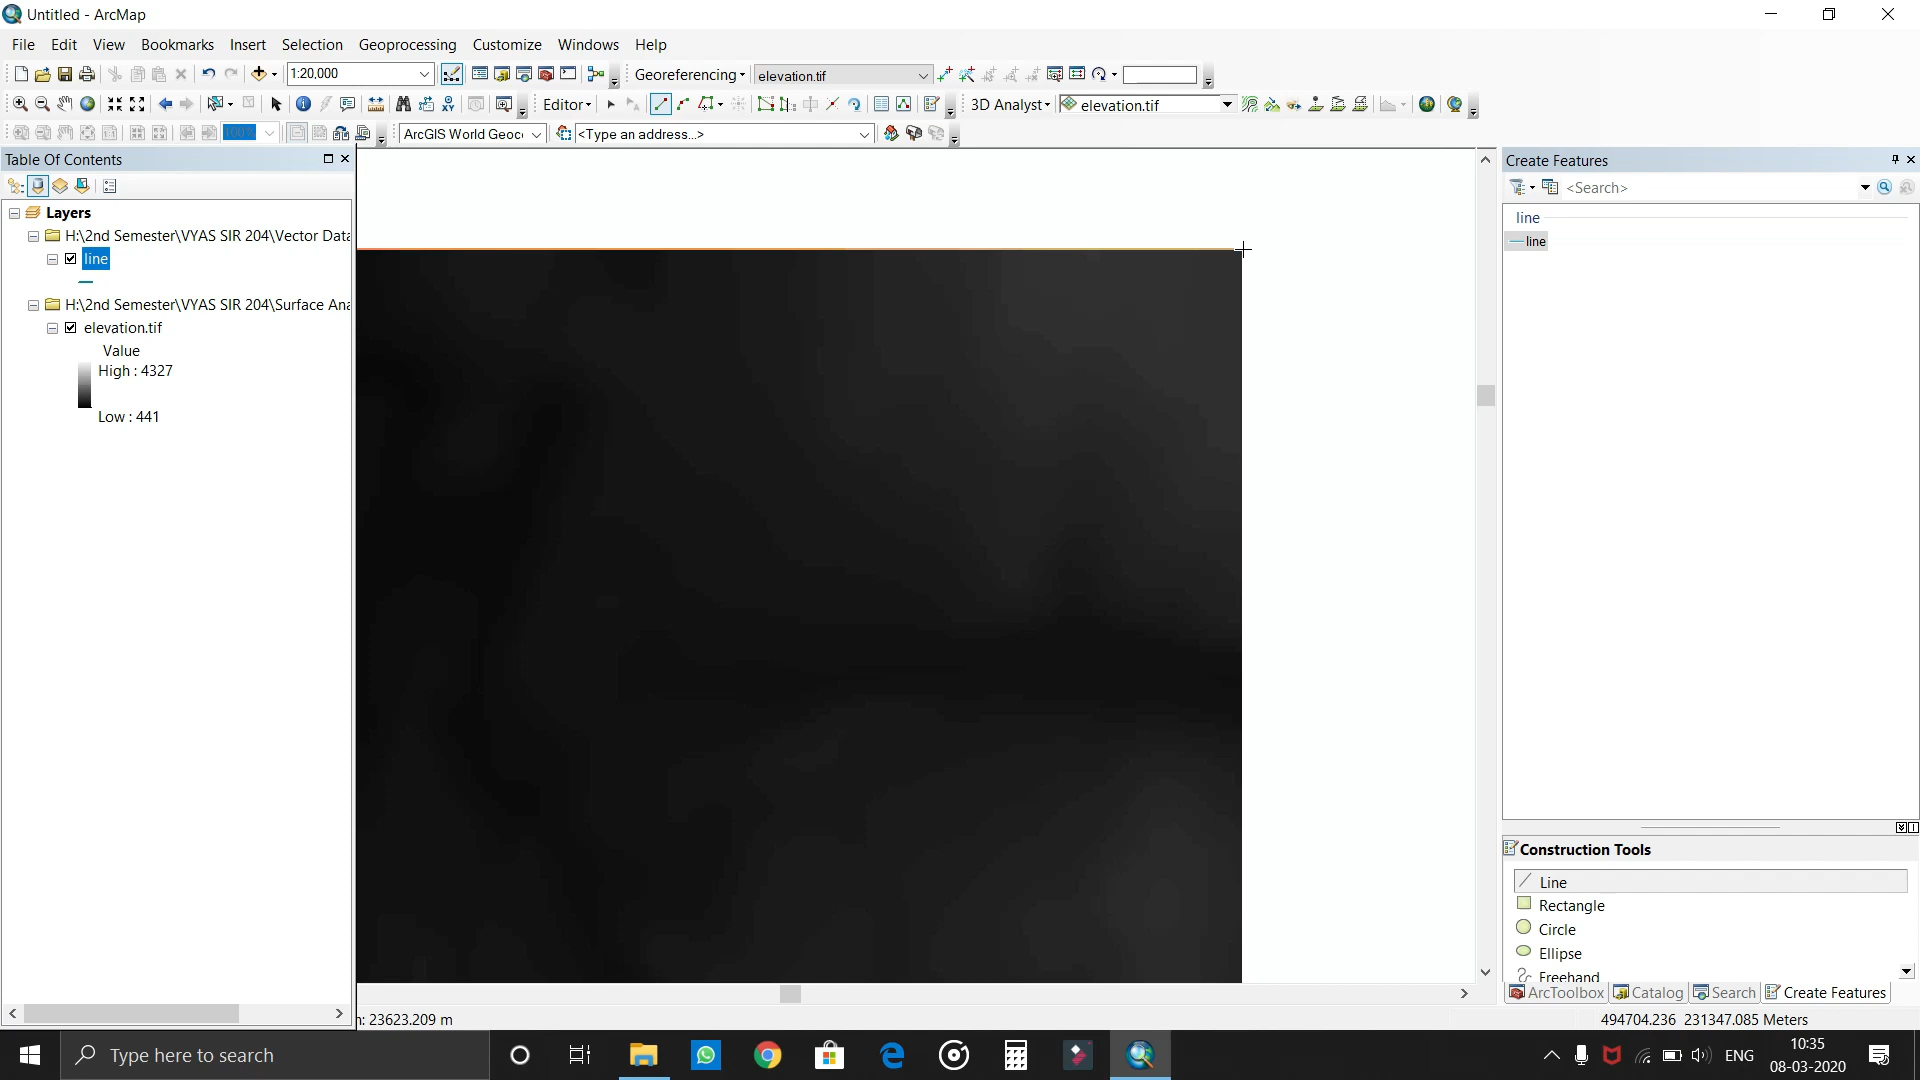 Untitled - ArcMap
File Edit View Bookmarks Insert Selection Geoprocessing Customize Windows Help
1:20,000 Georeferencing elevation.tif
Editor 3D Analyst elevation.tif
100% ArcGIS World Geoc <Type an address...>
Table Of Contents
Layers
H:\2nd Semester\VYAS SIR 204\Vector Data
line
H:\2nd Semester\VYAS SIR 204\Surface Ana
elevation.tif
Value
High : 4327
Low : 441
Create Features
<Search>
line
line
Construction Tools
Line
Rectangle
Circle
Ellipse
Freehand
ArcToolbox Catalog Search Create Features
: 23623.209 m
494704.236 231347.085 Meters
Type here to search
ENG
10:35
08-03-2020